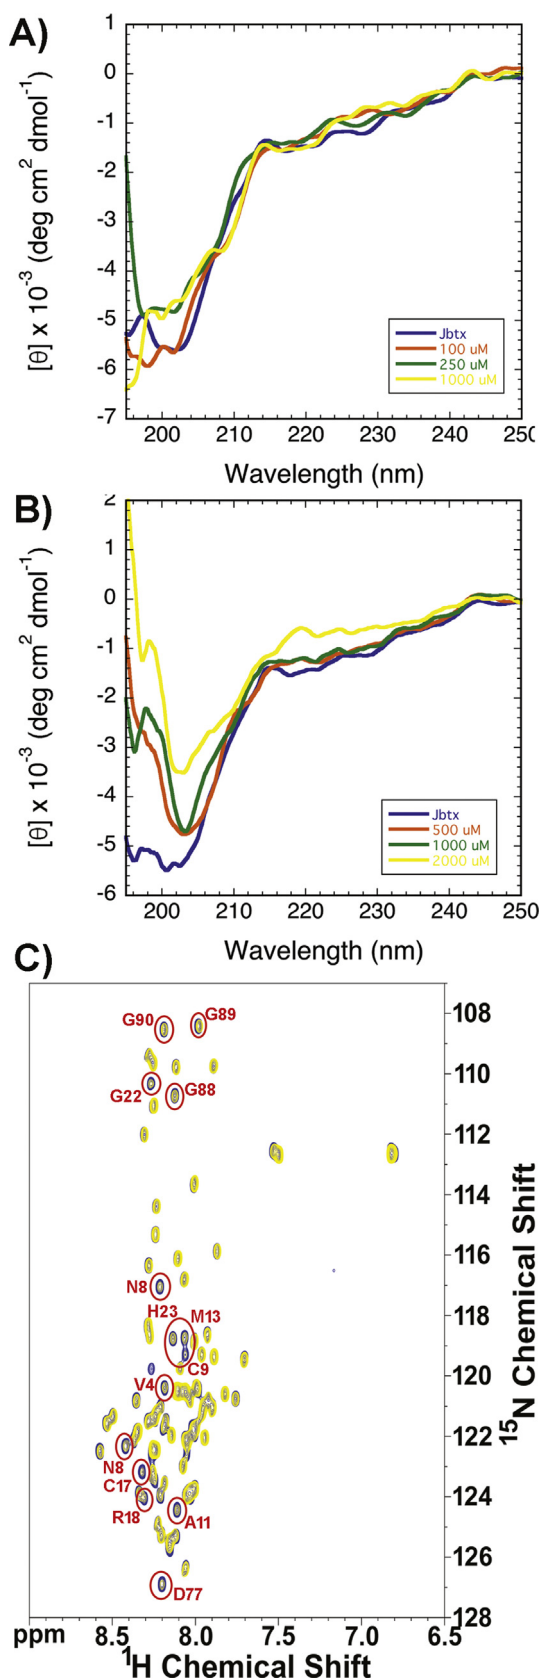 A)
1
0
-1
-2
-3
-4
-5
-6
-7
[θ] x 10-3 (deg cm2 dmol-1)
Jbtx
100 uM
250 uM
1000 uM
200 210 220 230 240 25
Wavelength (nm)
B)
2
1
0
-1
-2
-3
-4
-5
-6
[θ] x 10-3 (deg cm2 dmol-1)
Jbtx
500 uM
1000 uM
2000 uM
200 210 220 230 240 250
Wavelength (nm)
C)
G90
G89
G22
G88
N8
H23
M13
C9
V4
N8
C17
R18
A11
D77
108
110
112
114
116
118
120
122
124
126
128
15N Chemical Shift
ppm 8.5 8.0 7.5 7.0 6.5
1H Chemical Shift